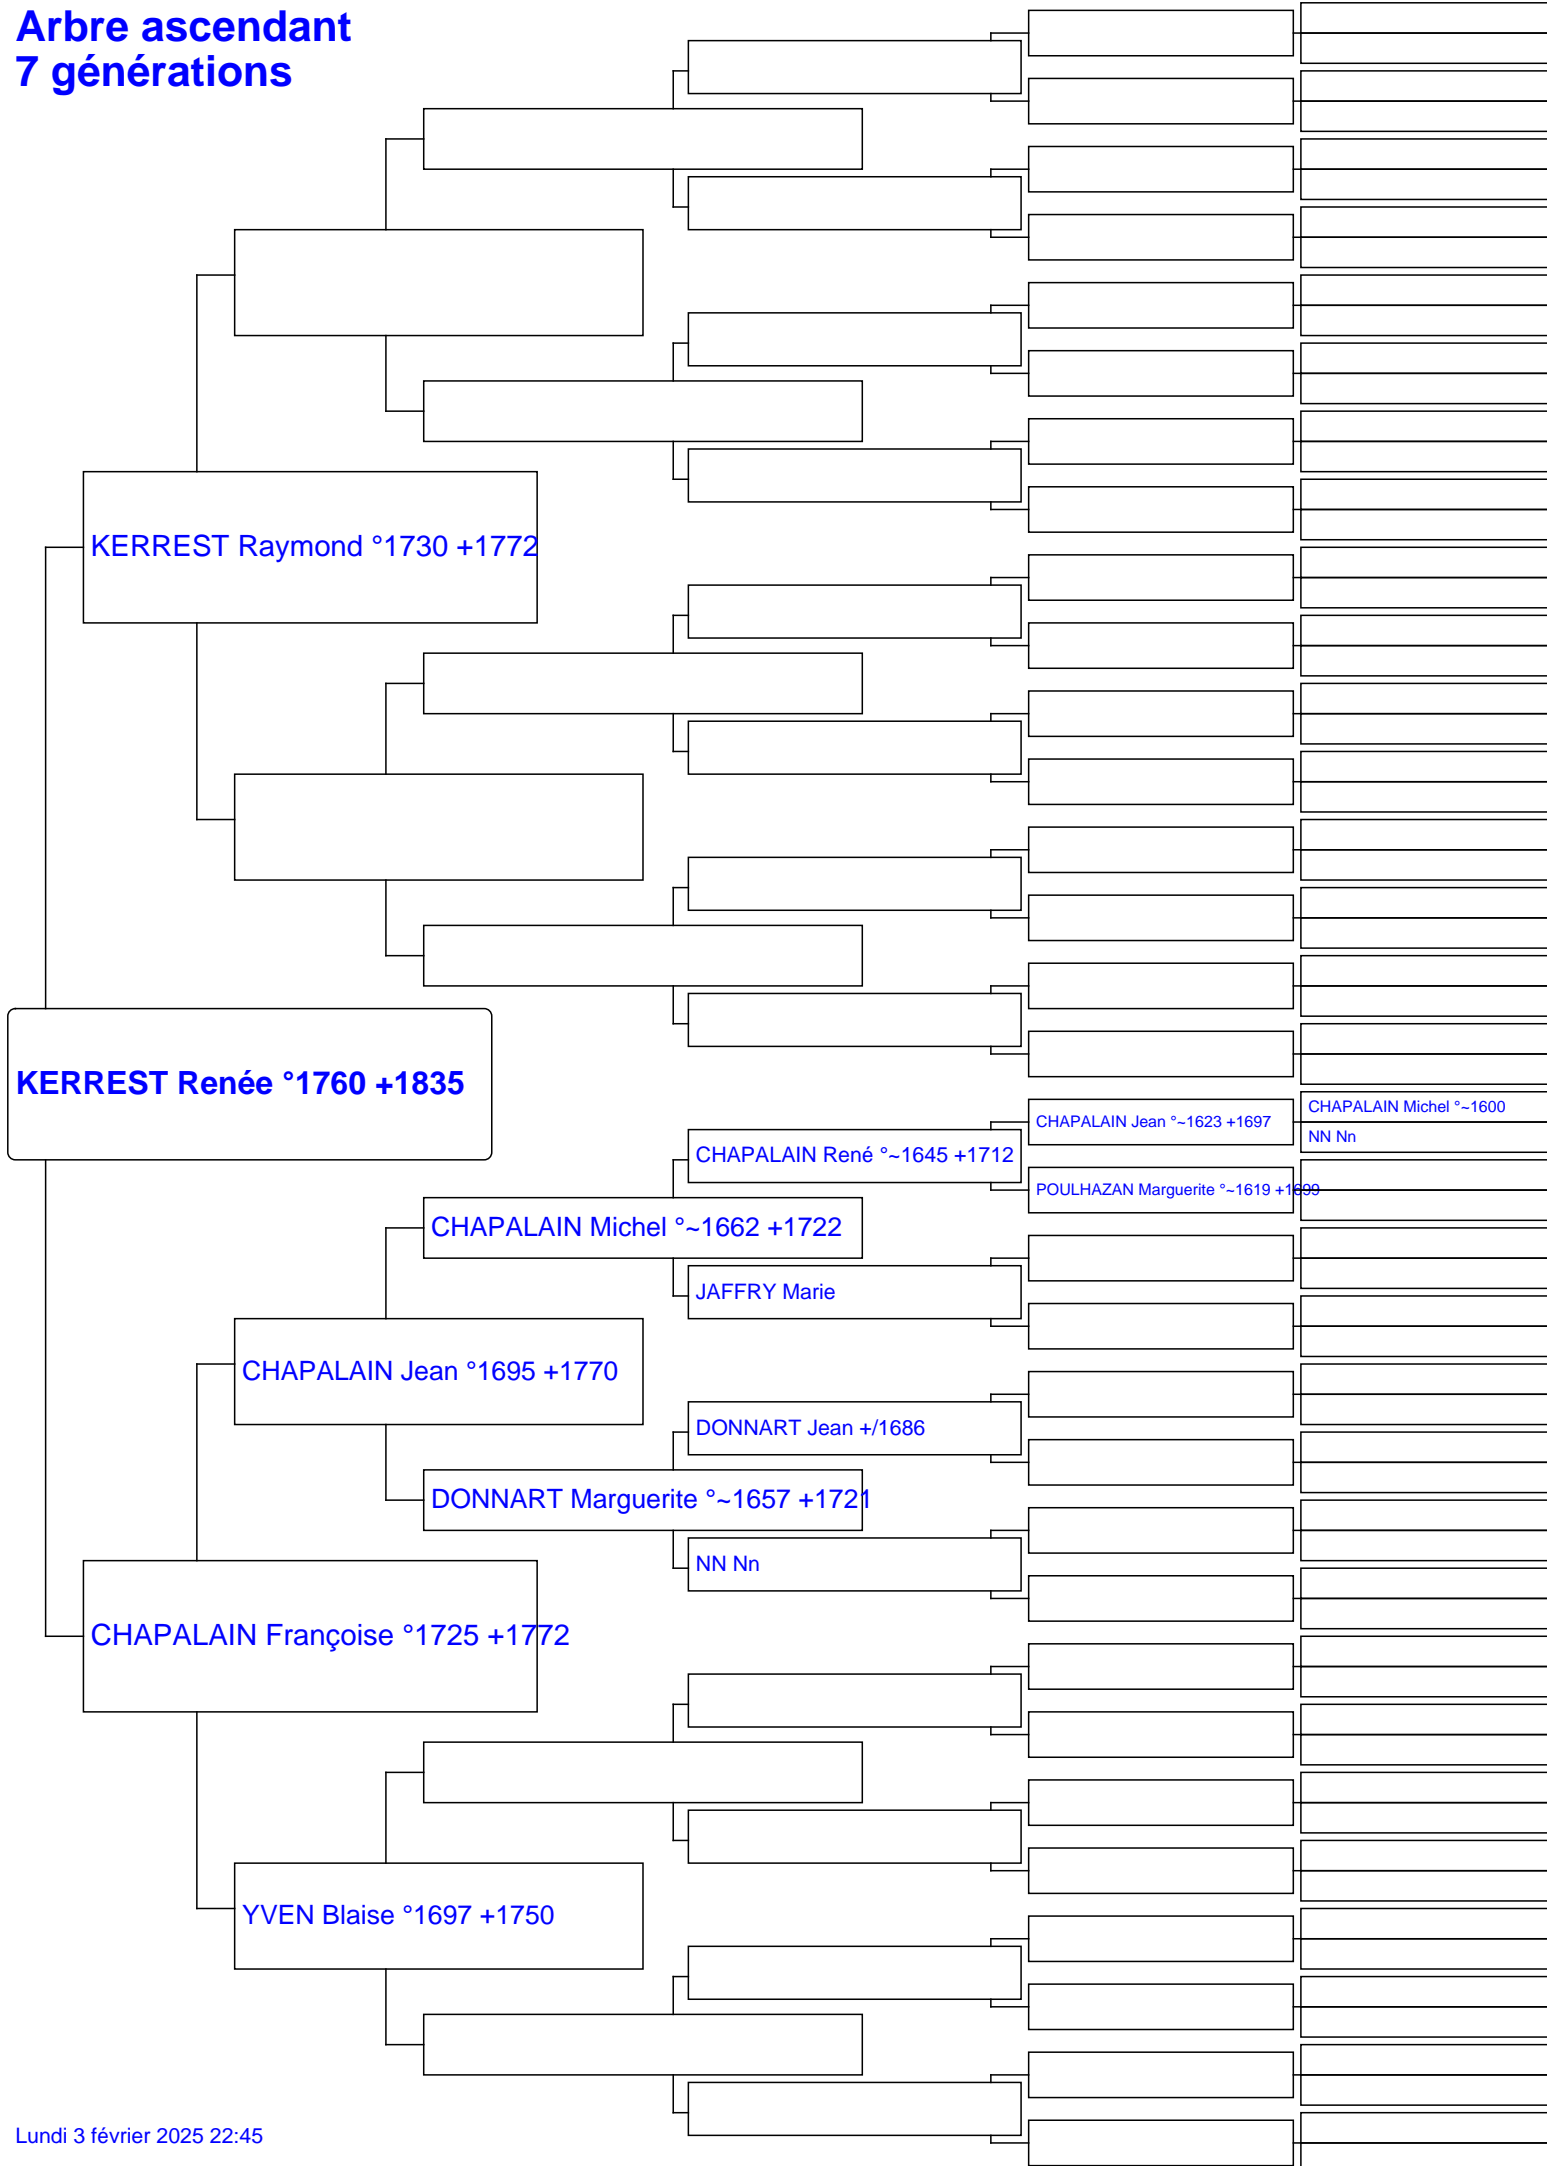 Arbre ascendant
7 générations
KERREST Raymond °1730 +1772
KERREST Renée °1760 +1835
CHAPALAIN Jean °~1623 +1697
CHAPALAIN Michel °~1600
NN Nn
CHAPALAIN René °~1645 +1712
POULHAZAN Marguerite °~1619 +1699
CHAPALAIN Michel °~1662 +1722
JAFFRY Marie
CHAPALAIN Jean °1695 +1770
DONNART Jean +/1686
DONNART Marguerite °~1657 +1721
NN Nn
CHAPALAIN Françoise °1725 +1772
YVEN Blaise °1697 +1750
Lundi 3 février 2025 22:45